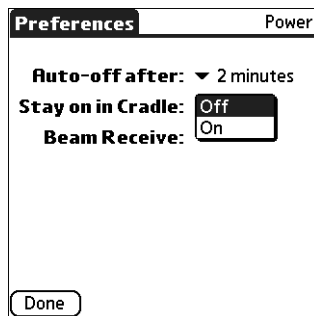 Preferences Power
Auto-off after: 2 minutes
Stay on in Cradle: Off
Beam Receive: On
Done